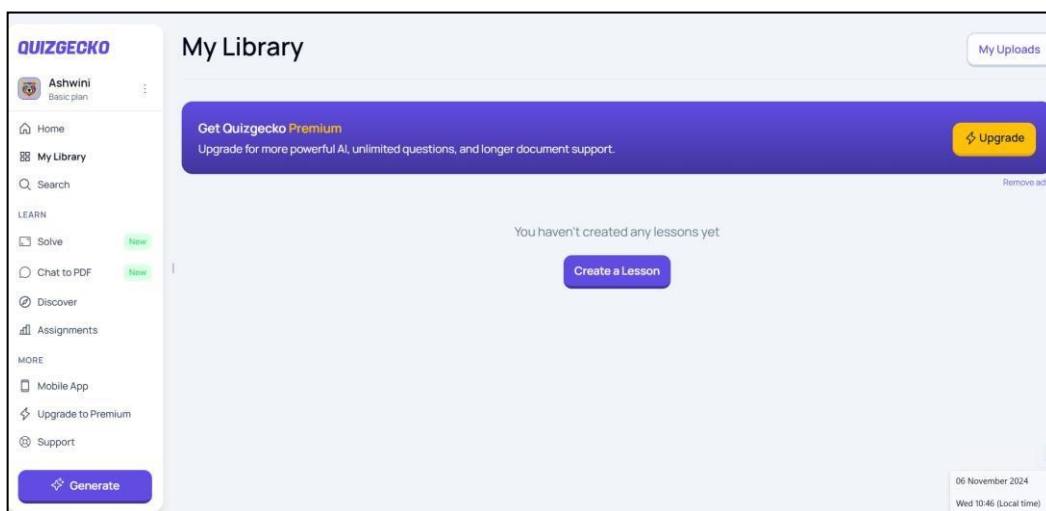 QUIZGECKO
Ashwini
Basic plan
Home
My Library
Search
LEARN
Solve New
Chat to PDF New
Discover
Assignments
MORE
Mobile App
Upgrade to Premium
Support
Generate
My Library
My Uploads
Get Quizgecko Premium
Upgrade for more powerful AI, unlimited questions, and longer document support.
Upgrade
Remove ad
You haven't created any lessons yet
Create a Lesson
06 November 2024
Wed 10:46 (Local time)